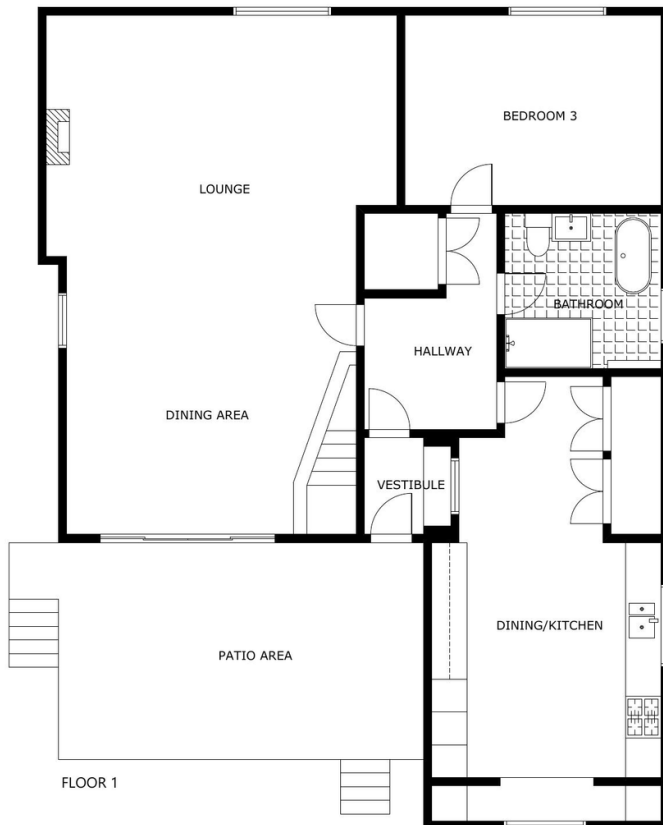 BEDROOM 3
LOUNGE
BATHROOM
HALLWAY
DINING AREA
VESTIBULE
DINING/KITCHEN
PATIO AREA
FLOOR 1